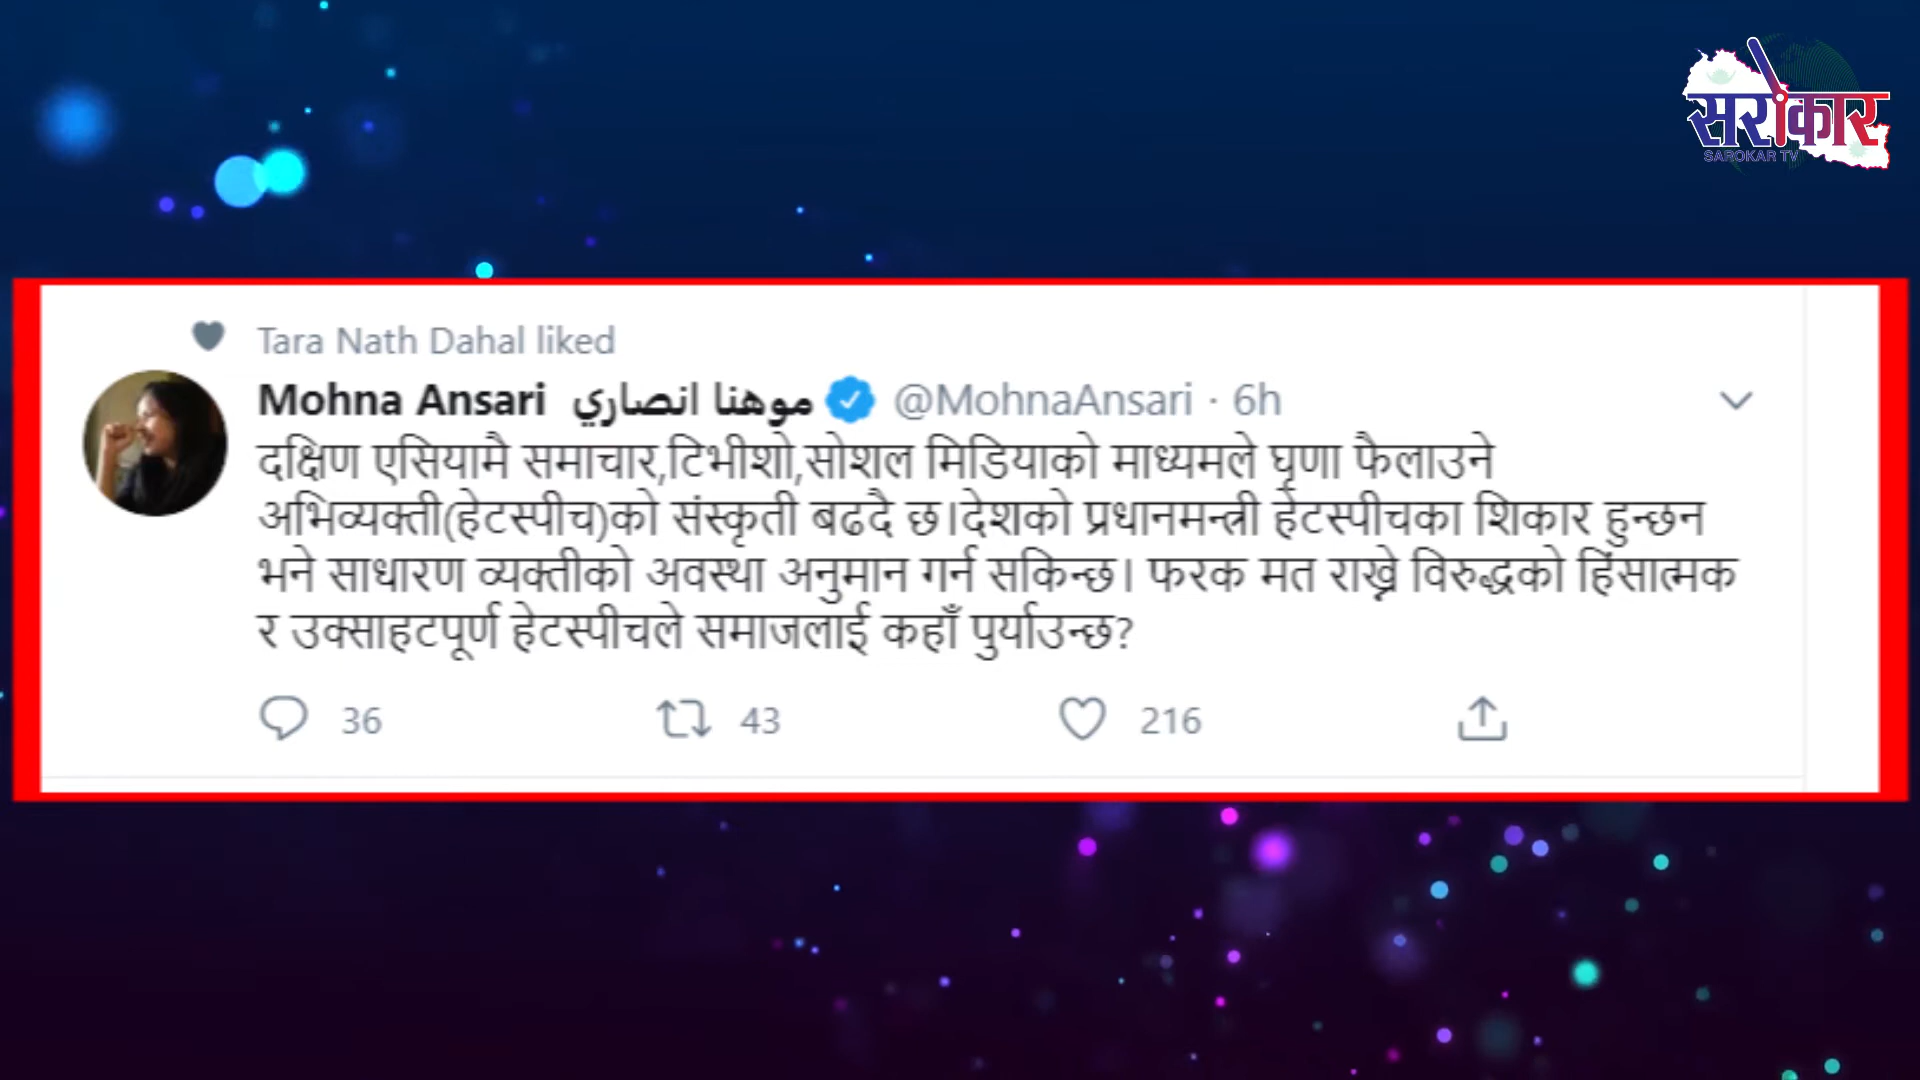 सरोकार
SAROKAR TV
Tara Nath Dahal liked
Mohna Ansari موهنا انصاري @MohnaAnsari · 6h
दक्षिण एसियामै समाचार,टिभीशो,सोशल मिडियाको माध्यमले घृणा फैलाउने
अभिव्यक्ती(हेटस्पीच)को संस्कृती बढदै छ।देशको प्रधानमन्त्री हेटस्पीचका शिकार हुन्छन
भने साधारण व्यक्तीको अवस्था अनुमान गर्न सकिन्छ। फरक मत राख्ने विरुद्धको हिंसात्मक
र उक्साहटपूर्ण हेटस्पीचले समाजलाई कहाँ पुर्याउन्छ?
36 43 216